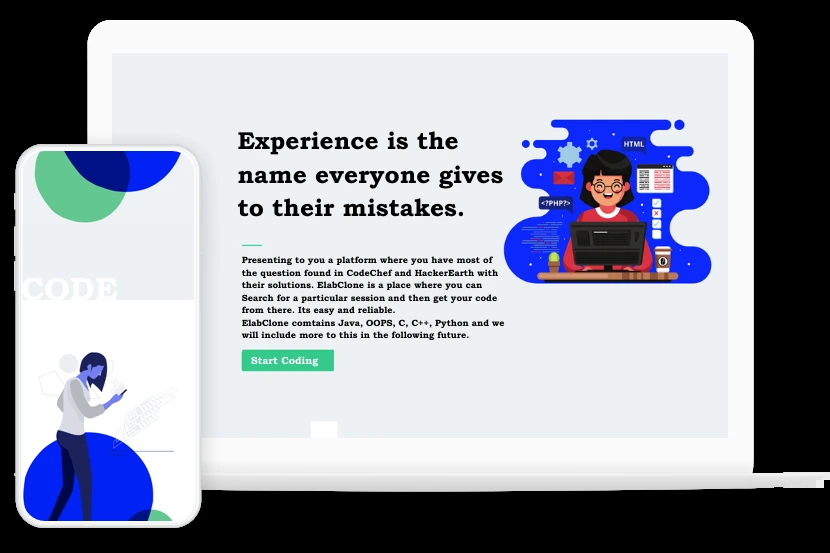 Experience is the
name everyone gives
to their mistakes.
Presenting to you a platform where you have most of
the question found in CodeChef and HackerEarth with
their solutions. ElabClone is a place where you can
Search for a particular session and then get your code
from there. Its easy and reliable.
ElabClone comtains Java, OOPS, C, C++, Python and we
will include more to this in the following future.
Start Coding
HTML
<?PHP?>
CODE